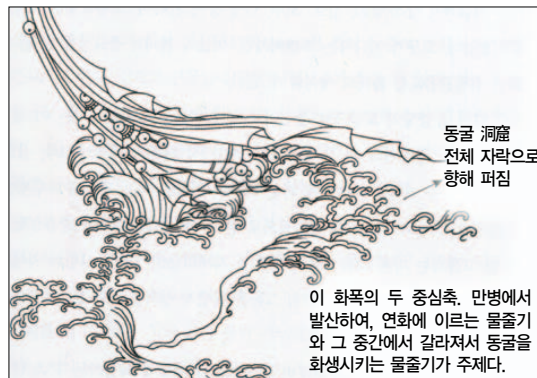 동굴 洞窟
전체 자락으로
향해 퍼짐
이 화폭의 두 중심축. 만병에서
발산하여, 연화에 이르는 물줄기
와 그 중간에서 갈라져서 동굴을
화생시키는 물줄기가 주제다.